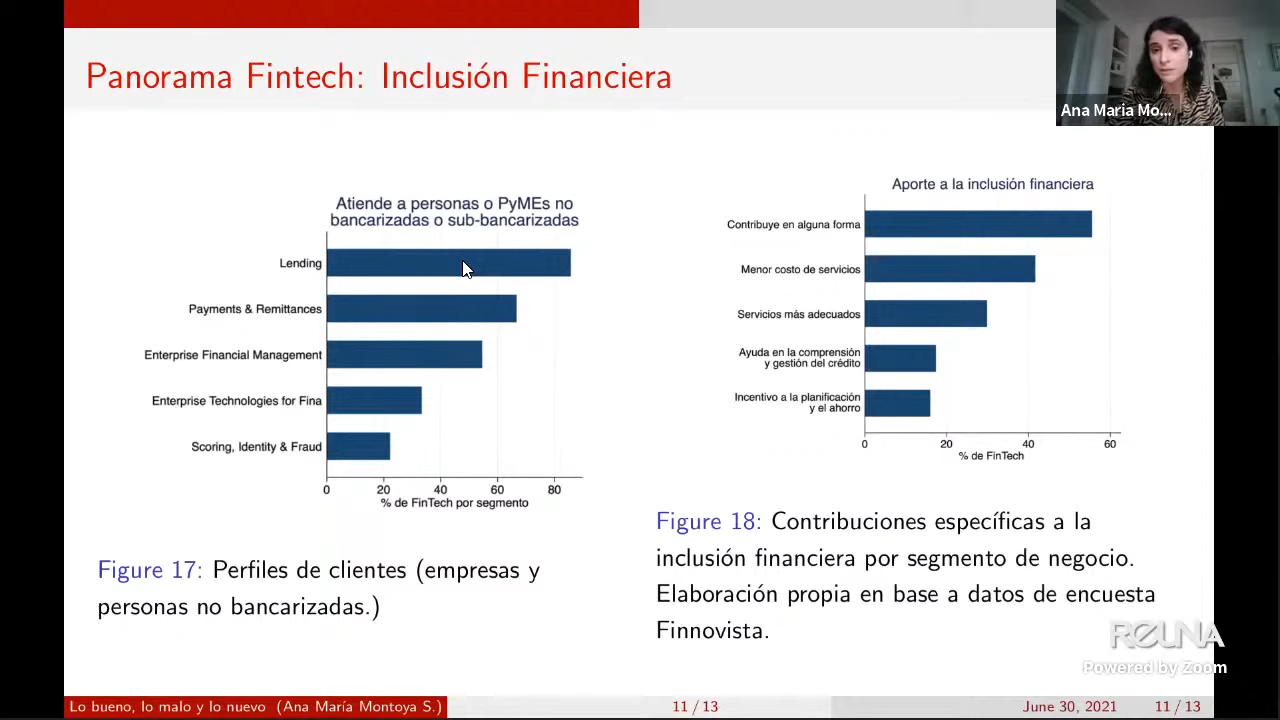 Panorama Fintech: Inclusión Financiera
Ana Maria Mo...
Atiende a personas o PyMEs no
bancarizadas o sub-bancarizadas
Lending
Payments & Remittances
Enterprise Financial Management
Enterprise Technologies for Fina
Scoring, Identity & Fraud
0 20 40 60 80
% de FinTech por segmento
Figure 17: Perfiles de clientes (empresas y
personas no bancarizadas.)
Aporte a la inclusión financiera
Contribuye en alguna forma
Menor costo de servicios
Servicios más adecuados
Ayuda en la comprensión
y gestión del crédito
Incentivo a la planificación
y el ahorro
0 20 40 60
% de FinTech
Figure 18: Contribuciones específicas a la
inclusión financiera por segmento de negocio.
Elaboración propia en base a datos de encuesta
Finnovista.
REUNA
Powered by Zoom
Lo bueno, lo malo y lo nuevo (Ana María Montoya S.) 11 / 13 June 30, 2021 11 / 13